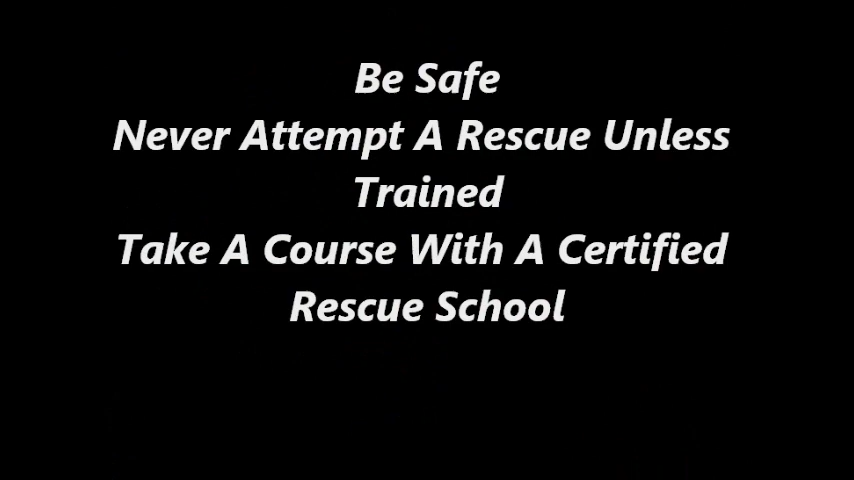 Be Safe
Never Attempt A Rescue Unless
Trained
Take A Course With A Certified
Rescue School